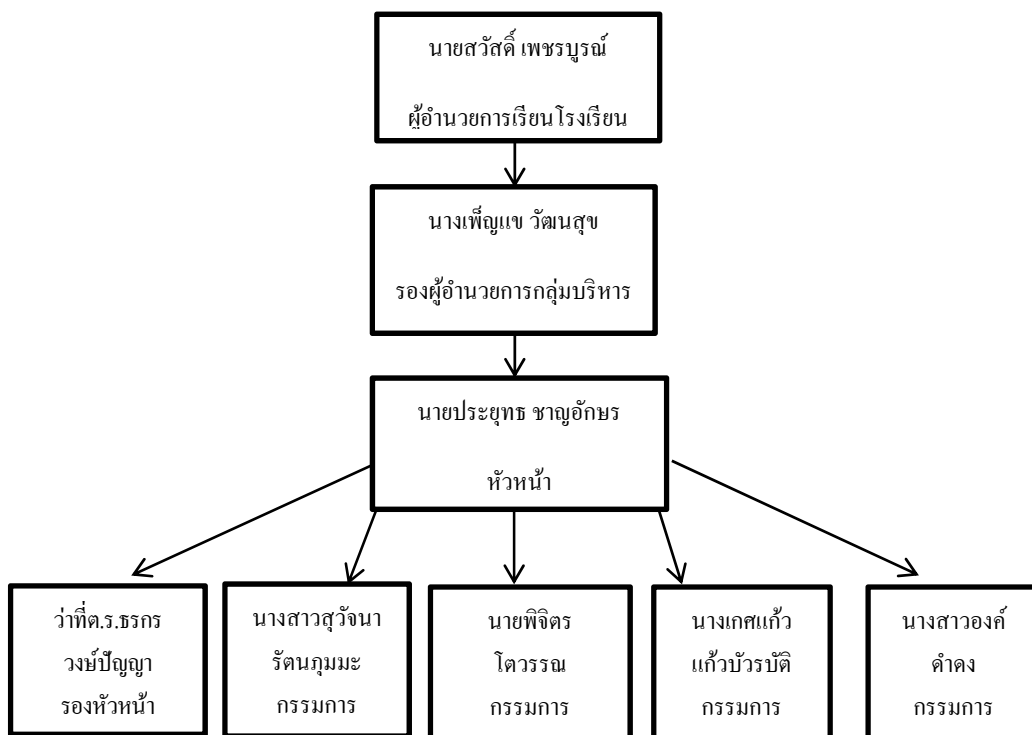 นายสวัสดิ์ เพชรบูรณ์
ผู้อำนวยการเรียนโรงเรียน
นางเพ็ญแข วัฒนสุข
รองผู้อำนวยการกลุ่มบริหาร
นายประยุทธ ชาญอักษร
หัวหน้า
ว่าที่ต.ร.ธรกร
วงษ์ปัญญา
รองหัวหน้า
นางสาวสุวัจนา
รัตนภุมมะ
กรรมการ
นายพิจิตร
โตวรรณ
กรรมการ
นางเกศแก้ว
แก้วบัวรบัติ
กรรมการ
นางสาวองค์
ดำดง
กรรมการ